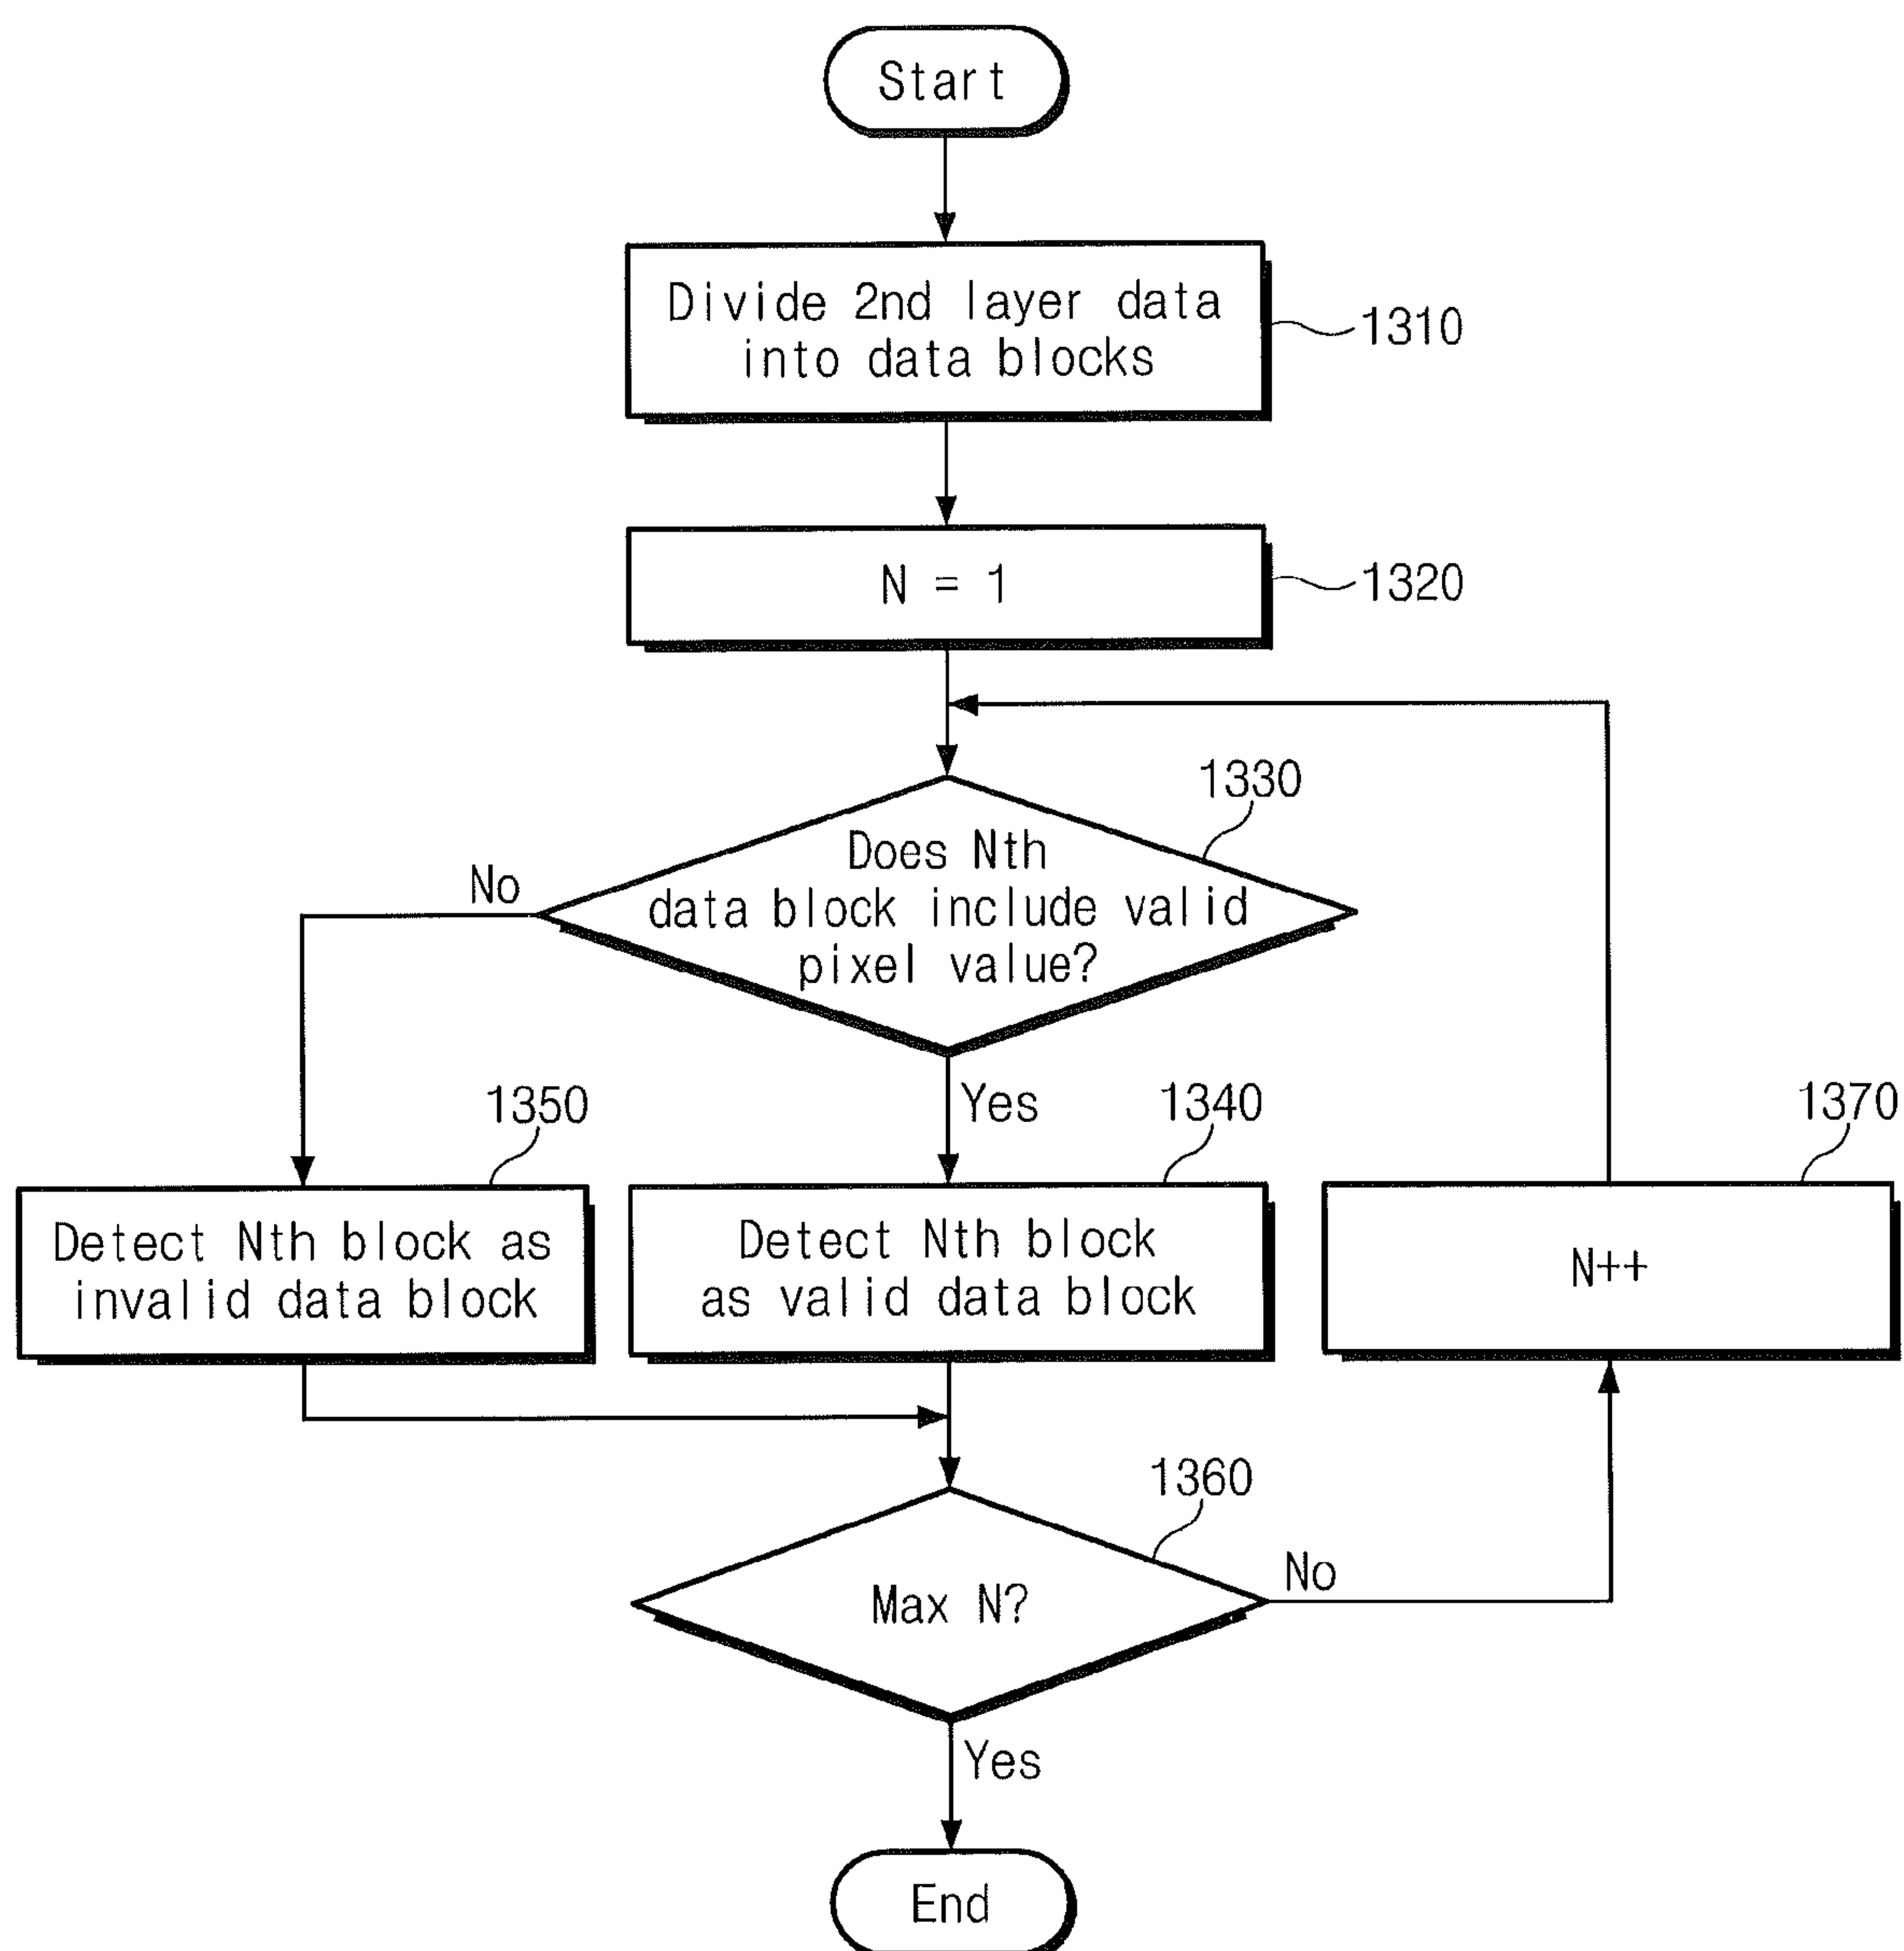 Start
Divide 2nd layer data
into data blocks
1310
N = 1
1320
1330
Does Nth
data block include valid
pixel value?
No
Yes
1350
1340
1370
Detect Nth block as
invalid data block
Detect Nth block
as valid data block
N++
1360
Max N?
No
Yes
End